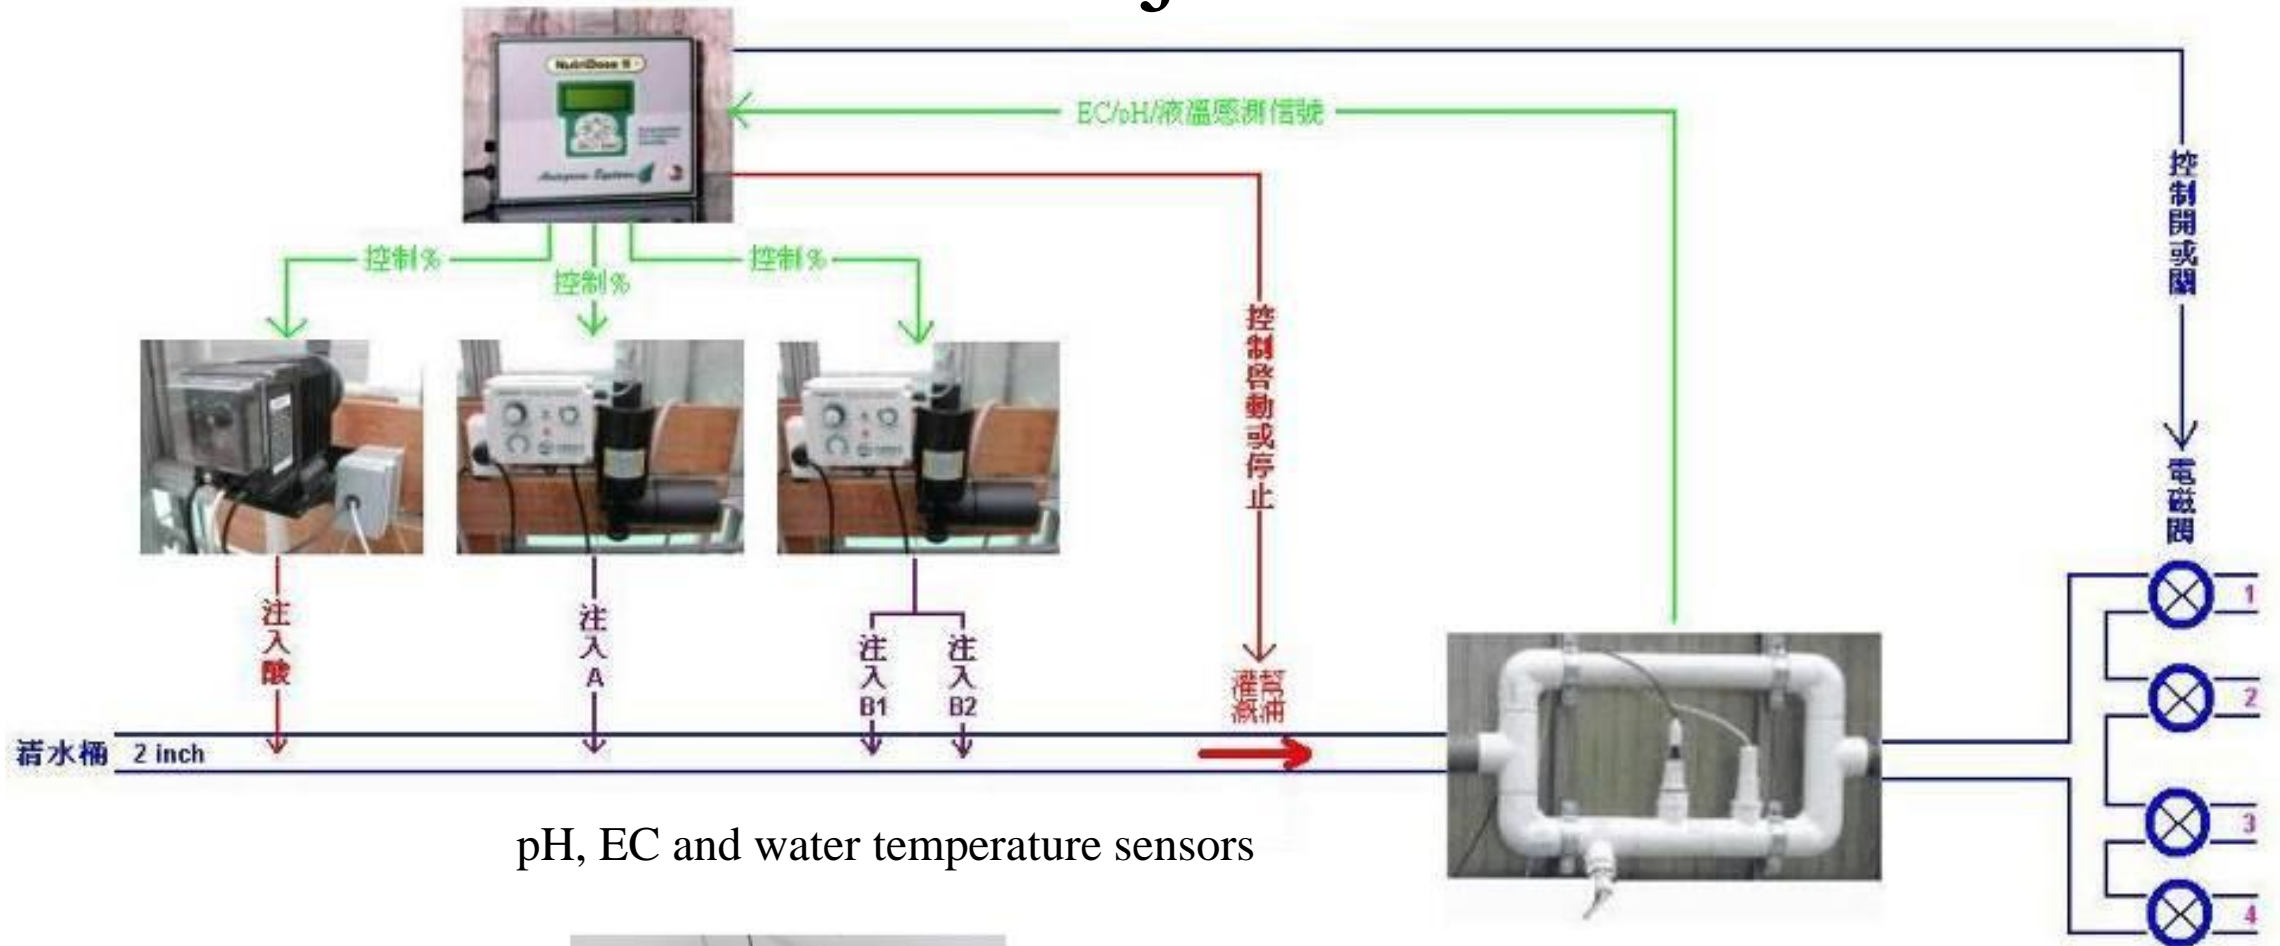 NutriDose II
EC/pH/液溫感測信號
控制%
控制%
控制%
控制開或關
控制啓動或停止
電磁閥
注入酸
注入A
注入B1
注入B2
灌溉
清水桶
2 inch
1
2
3
4
pH, EC and water temperature sensors